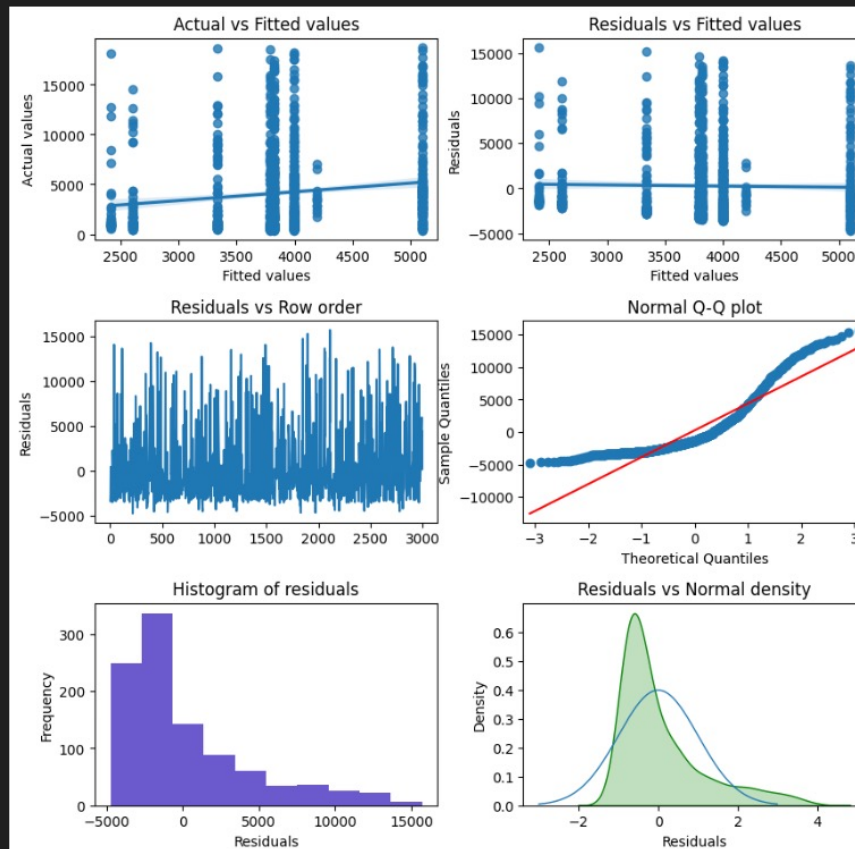 Actual vs Fitted values
Actual values
15000
10000
5000
0
2500 3000 3500 4000 4500 5000
Fitted values
Residuals vs Fitted values
Residuals
15000
10000
5000
0
−5000
2500 3000 3500 4000 4500 5000
Fitted values
Residuals vs Row order
Residuals
15000
10000
5000
0
−5000
0 500 1000 1500 2000 2500 3000
Normal Q-Q plot
Sample Quantiles
15000
10000
5000
0
−5000
−10000
−3 −2 −1 0 1 2 3
Theoretical Quantiles
Histogram of residuals
Frequency
300
200
100
0
−5000 0 5000 10000 15000
Residuals
Residuals vs Normal density
Density
0.6
0.5
0.4
0.3
0.2
0.1
0.0
−2 0 2 4
Residuals